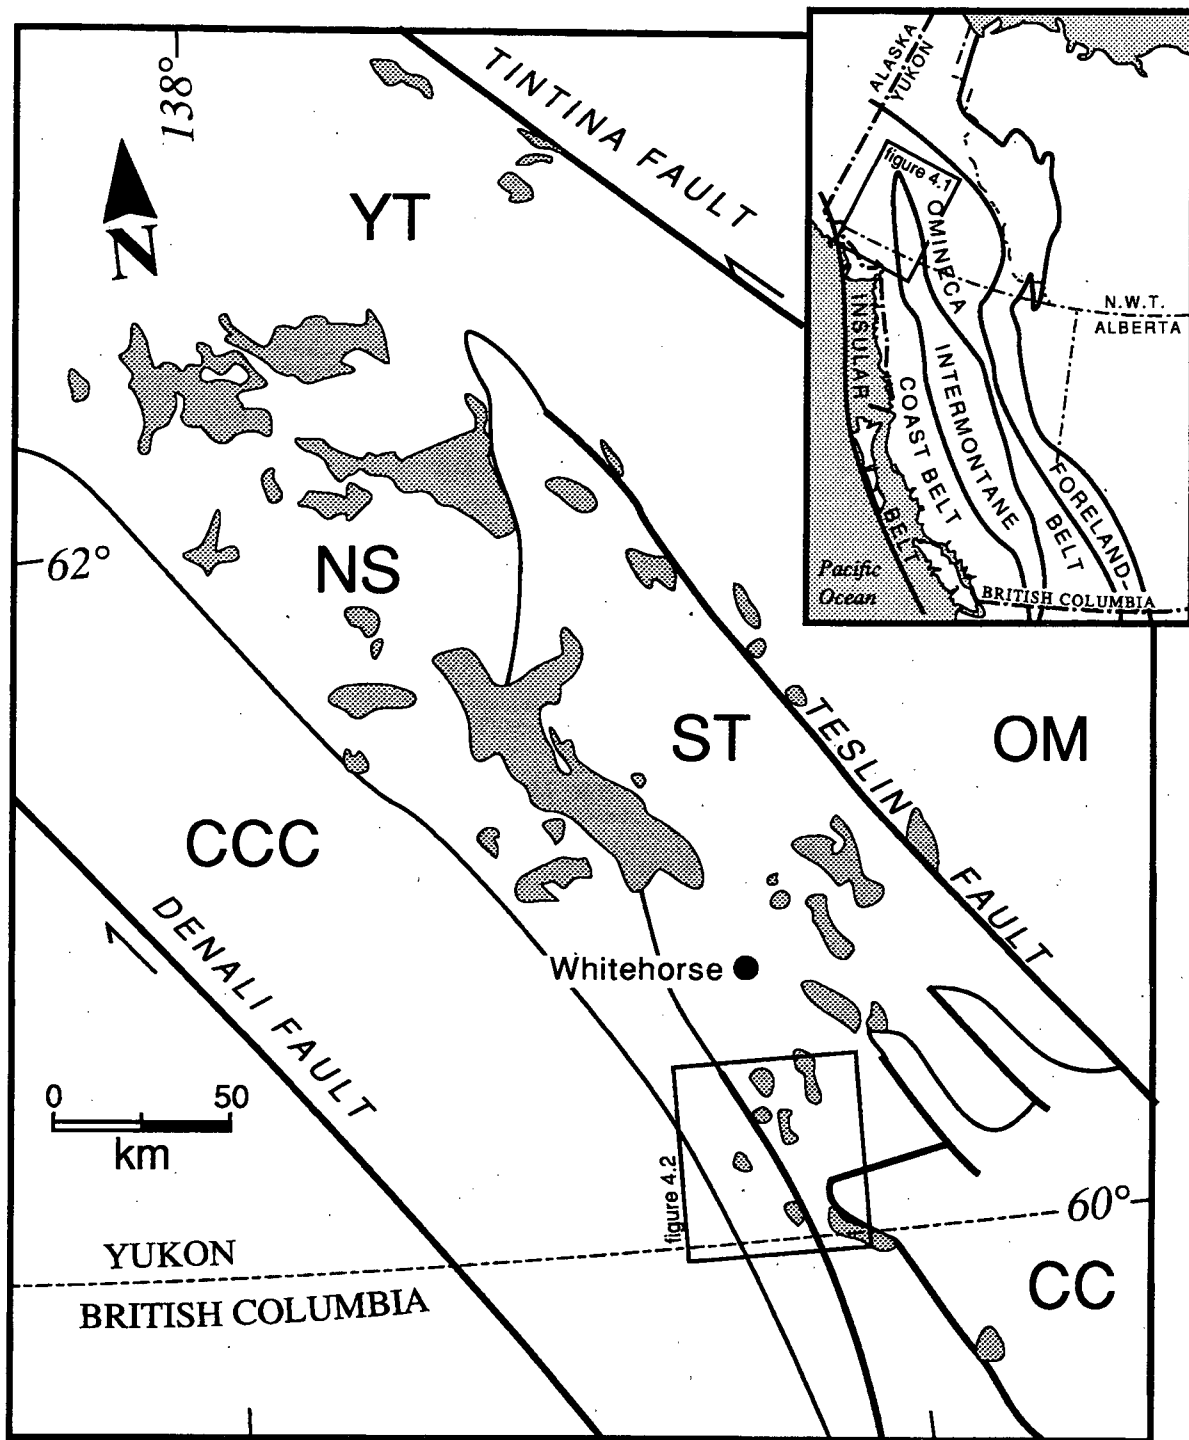 138°
TINTINA FAULT
N
YT
62°
NS
ST
OM
TESLIN FAULT
CCC
DENALI FAULT
Whitehorse
0 50
km
figure 4.2
60°
YUKON
BRITISH COLUMBIA
CC
ALASKA
YUKON
figure 4.1
OMINECA
BELT
N.W.T.
ALBERTA
INSULAR
BELT
COAST BELT
INTERMONTANE
FORELAND-
Pacific
Ocean
BRITISH COLUMBIA